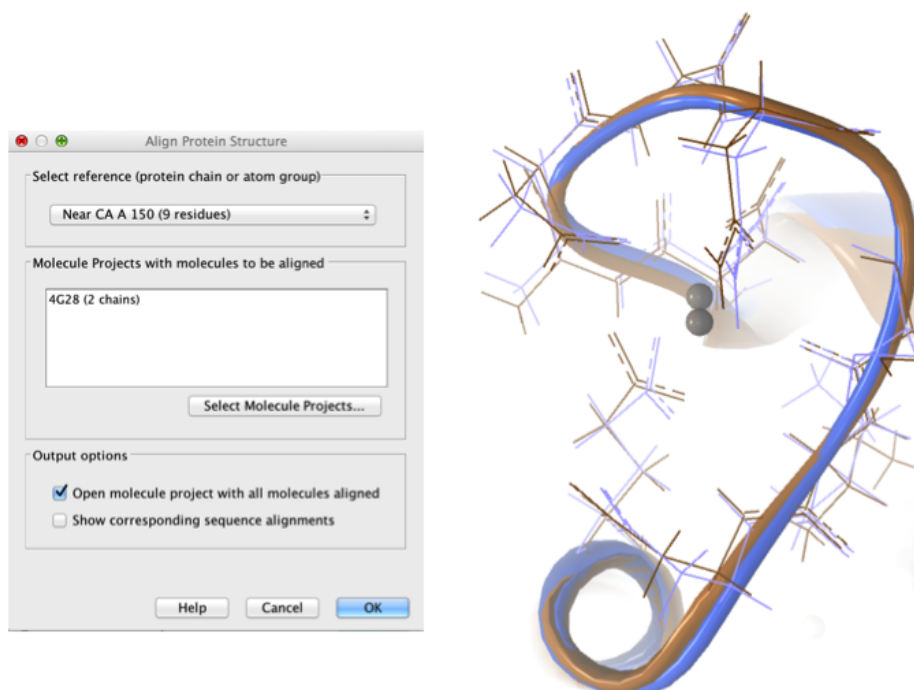 Align Protein Structure
Select reference (protein chain or atom group)
Near CA A 150 (9 residues)
Molecule Projects with molecules to be aligned
4G28 (2 chains)
Select Molecule Projects...
Output options
Open molecule project with all molecules aligned
Show corresponding sequence alignments
Help
Cancel
OK